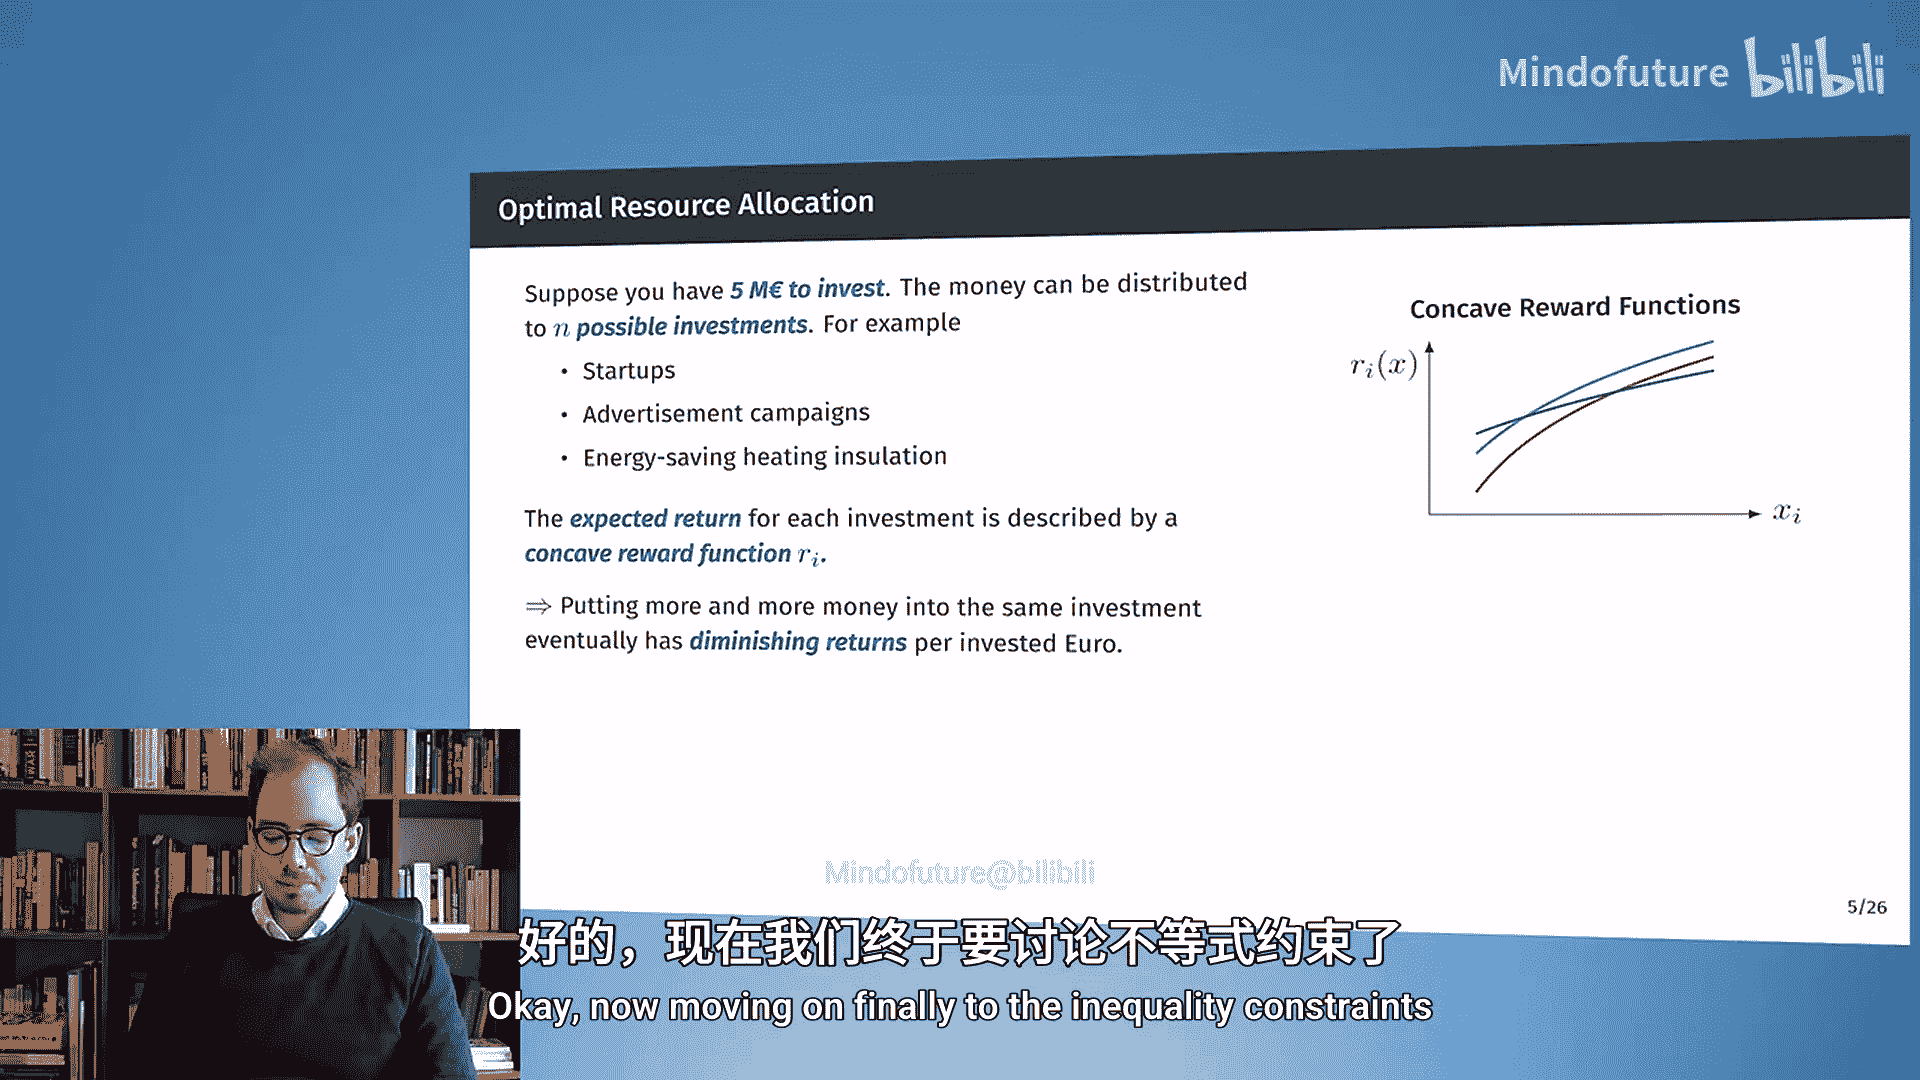 Mindofuture bilibili
Optimal Resource Allocation
Suppose you have 5 M€ to invest. The money can be distributed
to n possible investments. For example
• Startups
• Advertisement campaigns
• Energy-saving heating insulation
The expected return for each investment is described by a
concave reward function rᵢ.
⇒ Putting more and more money into the same investment
eventually has diminishing returns per invested Euro.
Concave Reward Functions
rᵢ(x)
xᵢ
Mindofuture@bilibili
5/26
好的，现在我们终于要讨论不等式约束了
Okay, now moving on finally to the inequality constraints